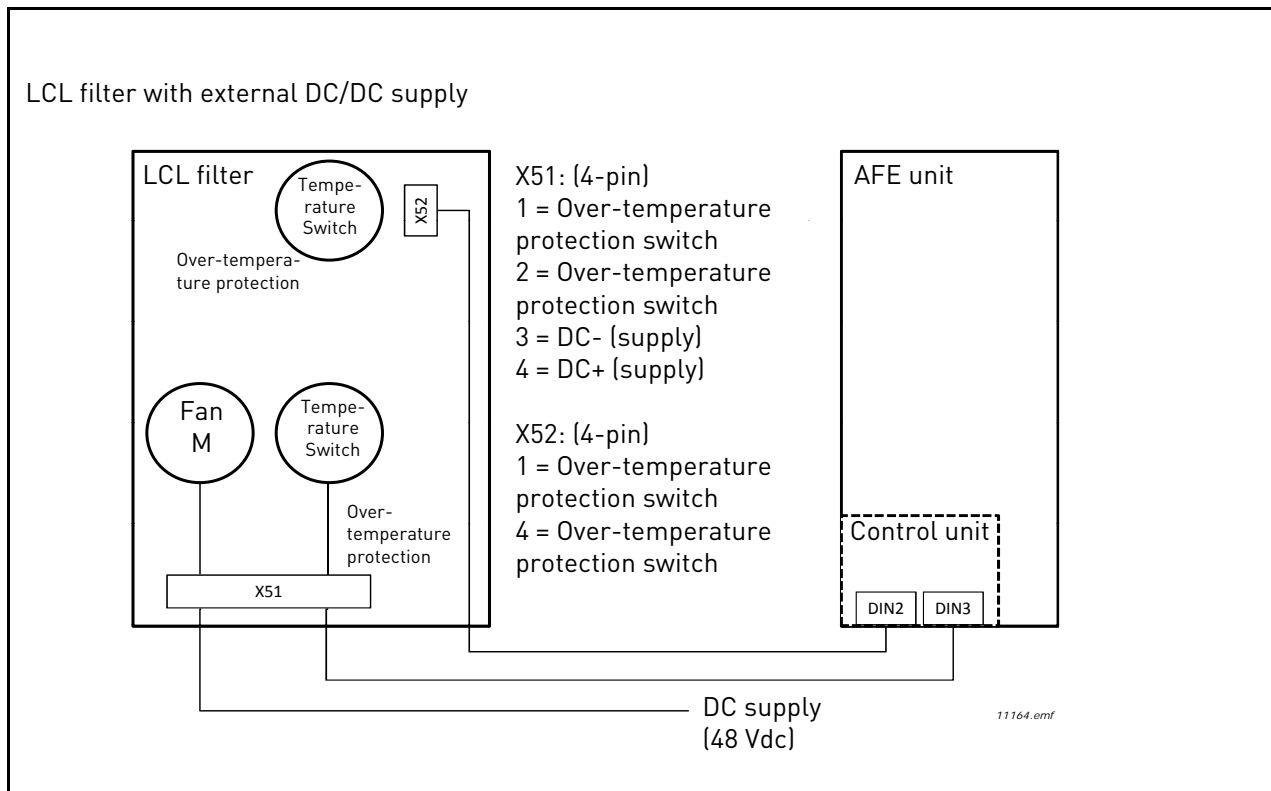 LCL filter with external DC/DC supply
LCL filter
Tempe-
rature
Switch
X52
Over-tempera-
ture protection
Fan
M
Tempe-
rature
Switch
Over-
temperature
protection
X51
X51: (4-pin)
1 = Over-temperature
protection switch
2 = Over-temperature
protection switch
3 = DC- (supply)
4 = DC+ (supply)
X52: (4-pin)
1 = Over-temperature
protection switch
4 = Over-temperature
protection switch
AFE unit
Control unit
DIN2
DIN3
DC supply
(48 Vdc)
11164.emf